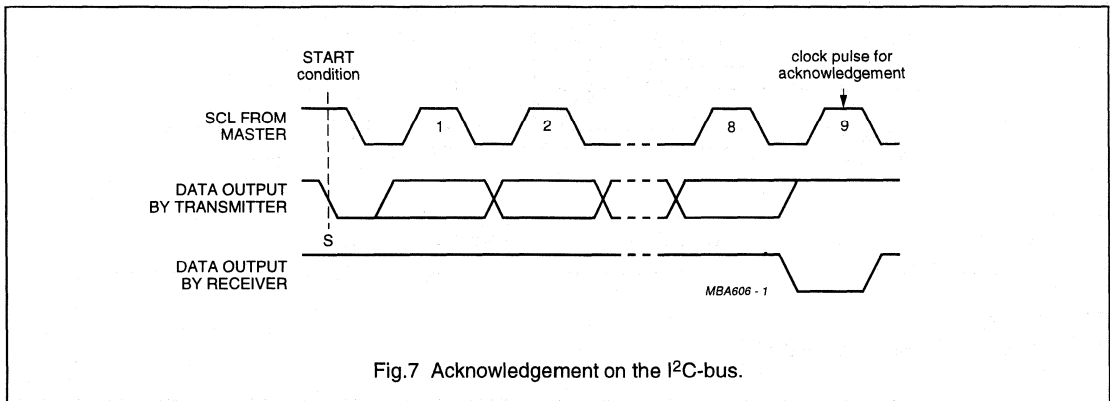 START
condition
clock pulse for
acknowledgement
SCL FROM
MASTER
1
2
8
9
DATA OUTPUT
BY TRANSMITTER
S
DATA OUTPUT
BY RECEIVER
MBA606 - 1
Fig.7 Acknowledgement on the I²C-bus.